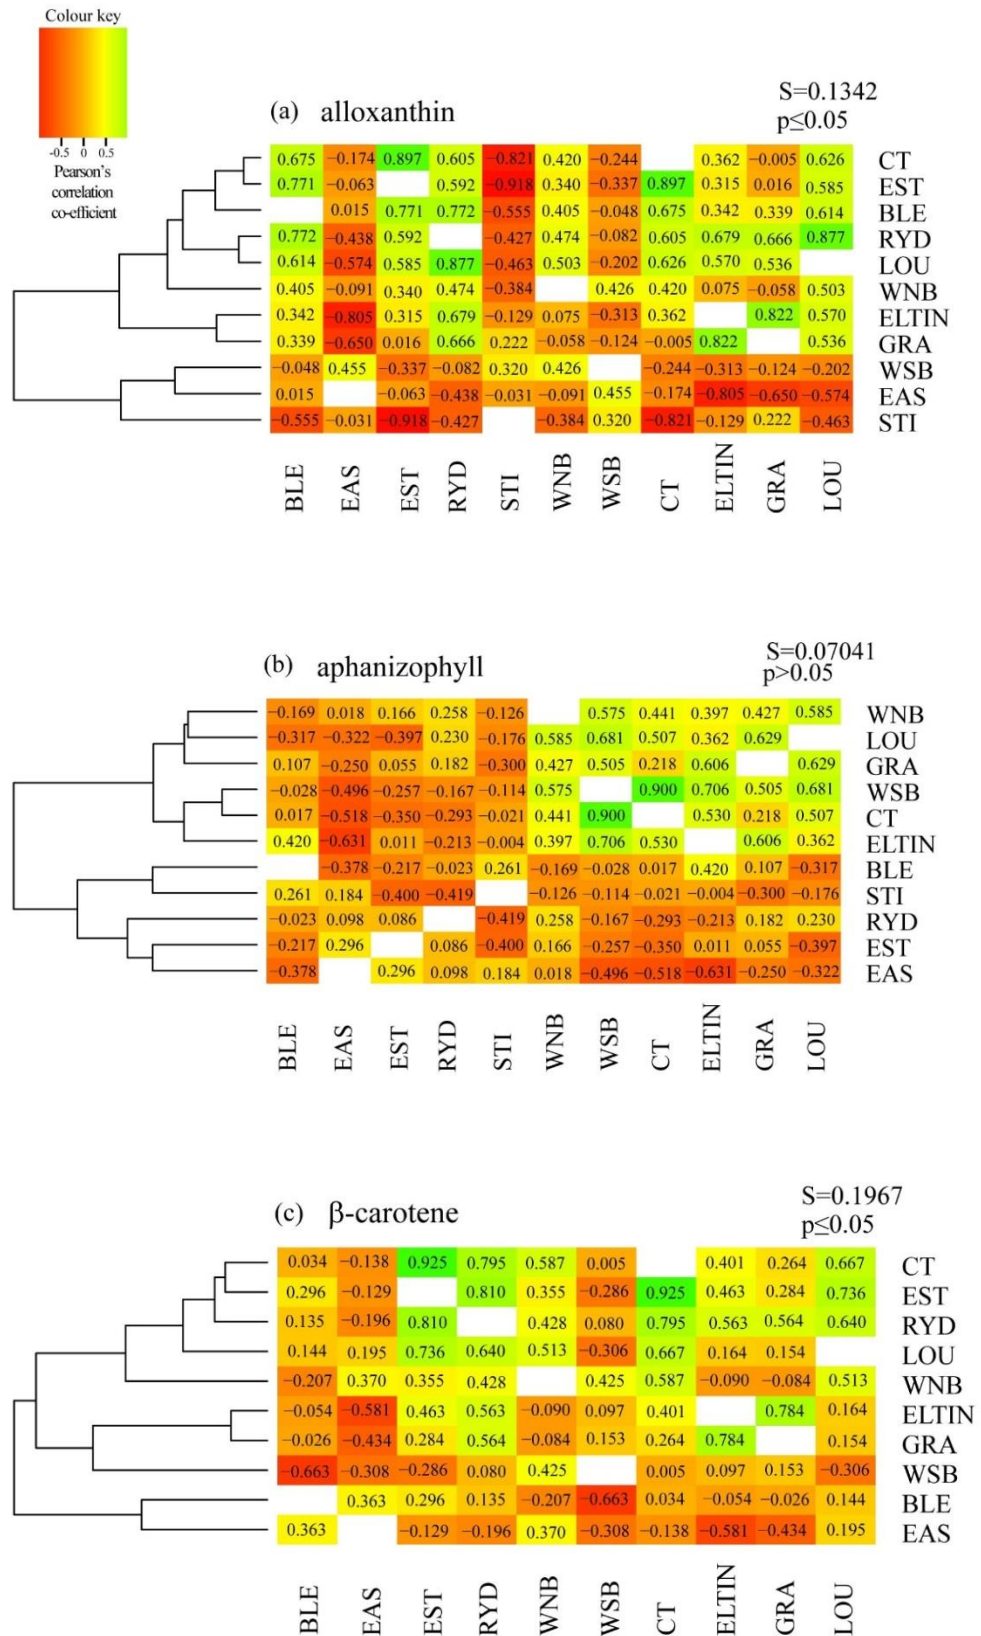 Colour key
-0.5 0 0.5
Pearson's
correlation
co-efficient
(a) alloxanthin
S=0.1342
p≤0.05
0.675 −0.174 0.897 0.605 −0.821 0.420 −0.244 0.362 −0.005 0.626 CT
0.771 −0.063 0.592 −0.918 0.340 −0.337 0.897 0.315 0.016 0.585 EST
0.015 0.771 0.772 −0.555 0.405 −0.048 0.675 0.342 0.339 0.614 BLE
0.772 −0.438 0.592 −0.427 0.474 −0.082 0.605 0.679 0.666 0.877 RYD
0.614 −0.574 0.585 0.877 −0.463 0.503 −0.202 0.626 0.570 0.536 LOU
0.405 −0.091 0.340 0.474 −0.384 0.426 0.420 0.075 −0.058 0.503 WNB
0.342 −0.805 0.315 0.679 −0.129 0.075 −0.313 0.362 0.822 0.570 ELTIN
0.339 −0.650 0.016 0.666 0.222 −0.058 −0.124 −0.005 0.822 0.536 GRA
−0.048 0.455 −0.337 −0.082 0.320 0.426 −0.244 −0.313 −0.124 −0.202 WSB
0.015 −0.063 −0.438 −0.031 −0.091 0.455 −0.174 −0.805 −0.650 −0.574 EAS
−0.555 −0.031 −0.918 −0.427 −0.384 0.320 −0.821 −0.129 0.222 −0.463 STI
BLE EAS EST RYD STI WNB WSB CT ELTIN GRA LOU
(b) aphanizophyll
S=0.07041
p>0.05
−0.169 0.018 0.166 0.258 −0.126 0.575 0.441 0.397 0.427 0.585 WNB
−0.317 −0.322 −0.397 0.230 −0.176 0.585 0.681 0.507 0.362 0.629 LOU
0.107 −0.250 0.055 0.182 −0.300 0.427 0.505 0.218 0.606 0.629 GRA
−0.028 −0.496 −0.257 −0.167 −0.114 0.575 0.900 0.706 0.505 0.681 WSB
0.017 −0.518 −0.350 −0.293 −0.021 0.441 0.900 0.530 0.218 0.507 CT
0.420 −0.631 0.011 −0.213 −0.004 0.397 0.706 0.530 0.606 0.362 ELTIN
−0.378 −0.217 −0.023 0.261 −0.169 −0.028 0.017 0.420 0.107 −0.317 BLE
0.261 0.184 −0.400 −0.419 −0.126 −0.114 −0.021 −0.004 −0.300 −0.176 STI
−0.023 0.098 0.086 −0.419 0.258 −0.167 −0.293 −0.213 0.182 0.230 RYD
−0.217 0.296 0.086 −0.400 0.166 −0.257 −0.350 0.011 0.055 −0.397 EST
−0.378 0.296 0.098 0.184 0.018 −0.496 −0.518 −0.631 −0.250 −0.322 EAS
BLE EAS EST RYD STI WNB WSB CT ELTIN GRA LOU
(c) β-carotene
S=0.1967
p≤0.05
0.034 −0.138 0.925 0.795 0.587 0.005 0.401 0.264 0.667 CT
0.296 −0.129 0.810 0.355 −0.286 0.925 0.463 0.284 0.736 EST
0.135 −0.196 0.810 0.428 0.080 0.795 0.563 0.564 0.640 RYD
0.144 0.195 0.736 0.640 0.513 −0.306 0.667 0.164 0.154 LOU
−0.207 0.370 0.355 0.428 0.425 0.587 −0.090 −0.084 0.513 WNB
−0.054 −0.581 0.463 0.563 −0.090 0.097 0.401 0.784 0.164 ELTIN
−0.026 −0.434 0.284 0.564 −0.084 0.153 0.264 0.784 0.154 GRA
−0.663 −0.308 −0.286 0.080 0.425 0.005 0.097 0.153 −0.306 WSB
0.363 0.296 0.135 −0.207 −0.663 0.034 −0.054 −0.026 0.144 BLE
0.363 −0.129 −0.196 0.370 −0.308 −0.138 −0.581 −0.434 0.195 EAS
BLE EAS EST RYD WNB WSB CT ELTIN GRA LOU